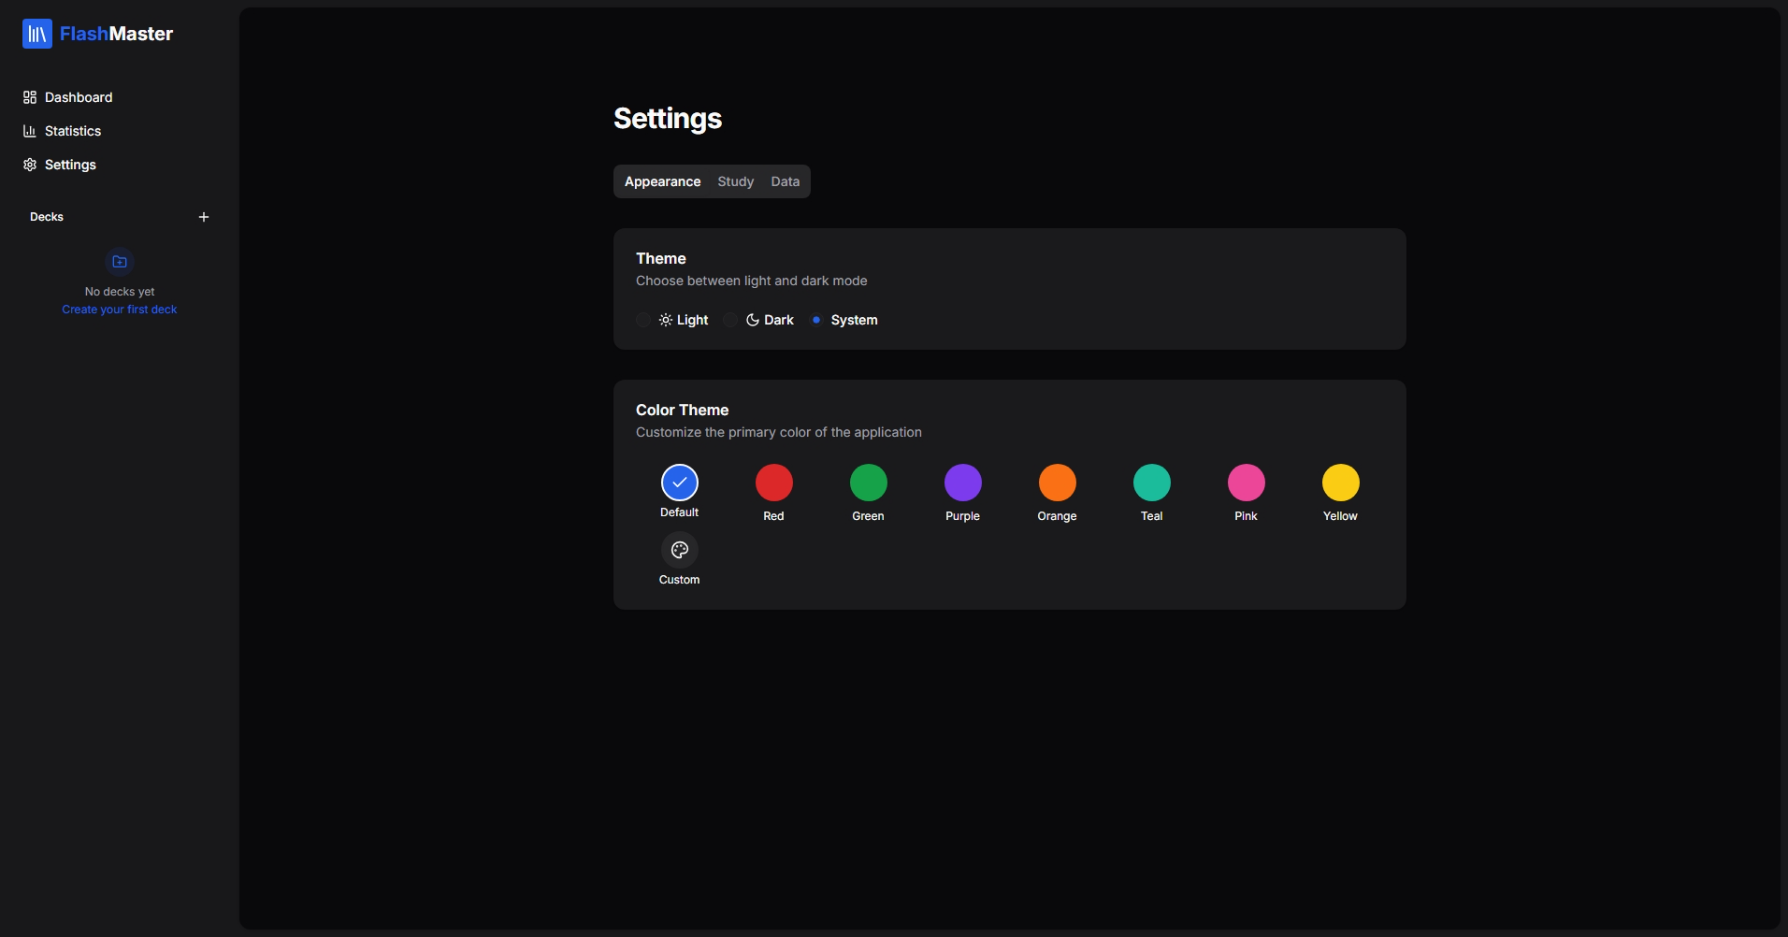 FlashMaster
Dashboard
Statistics
Settings
Decks
No decks yet
Create your first deck
Settings
Appearance Study Data
Theme
Choose between light and dark mode
Light Dark System
Color Theme
Customize the primary color of the application
Default Red Green Purple Orange Teal Pink Yellow
Custom